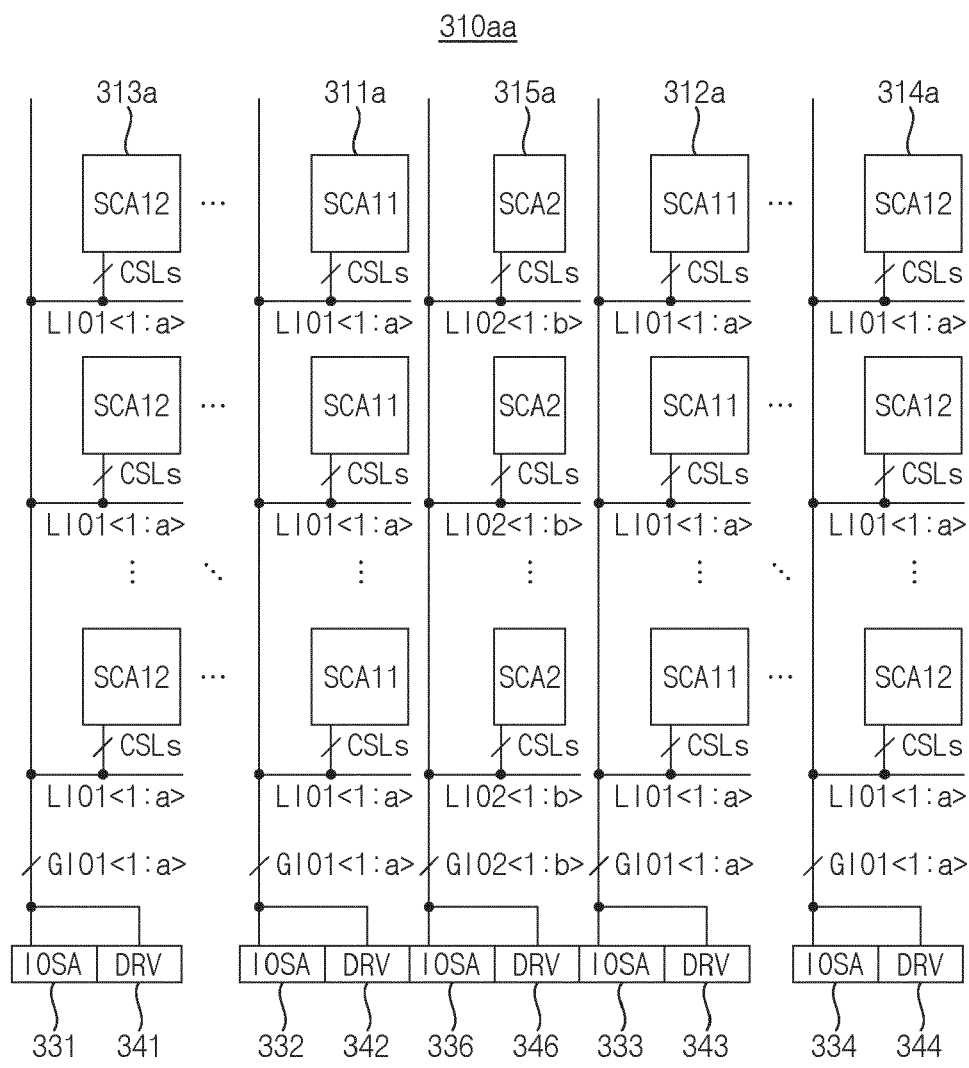 310aa
313a 311a 315a 312a 314a
SCA12 ... SCA11 SCA2 SCA11 ... SCA12
CSLs CSLs CSLs CSLs CSLs
LIO1<1:a> LIO1<1:a> LIO2<1:b> LIO1<1:a> LIO1<1:a>
SCA12 ... SCA11 SCA2 SCA11 ... SCA12
CSLs CSLs CSLs CSLs CSLs
LIO1<1:a> LIO1<1:a> LIO2<1:b> LIO1<1:a> LIO1<1:a>
SCA12 ... SCA11 SCA2 SCA11 ... SCA12
CSLs CSLs CSLs CSLs CSLs
LIO1<1:a> LIO1<1:a> LIO2<1:b> LIO1<1:a> LIO1<1:a>
GIO1<1:a> GIO1<1:a> GIO2<1:b> GIO1<1:a> GIO1<1:a>
IOSA DRV IOSA DRV IOSA DRV IOSA DRV IOSA DRV
331 341 332 342 336 346 333 343 334 344